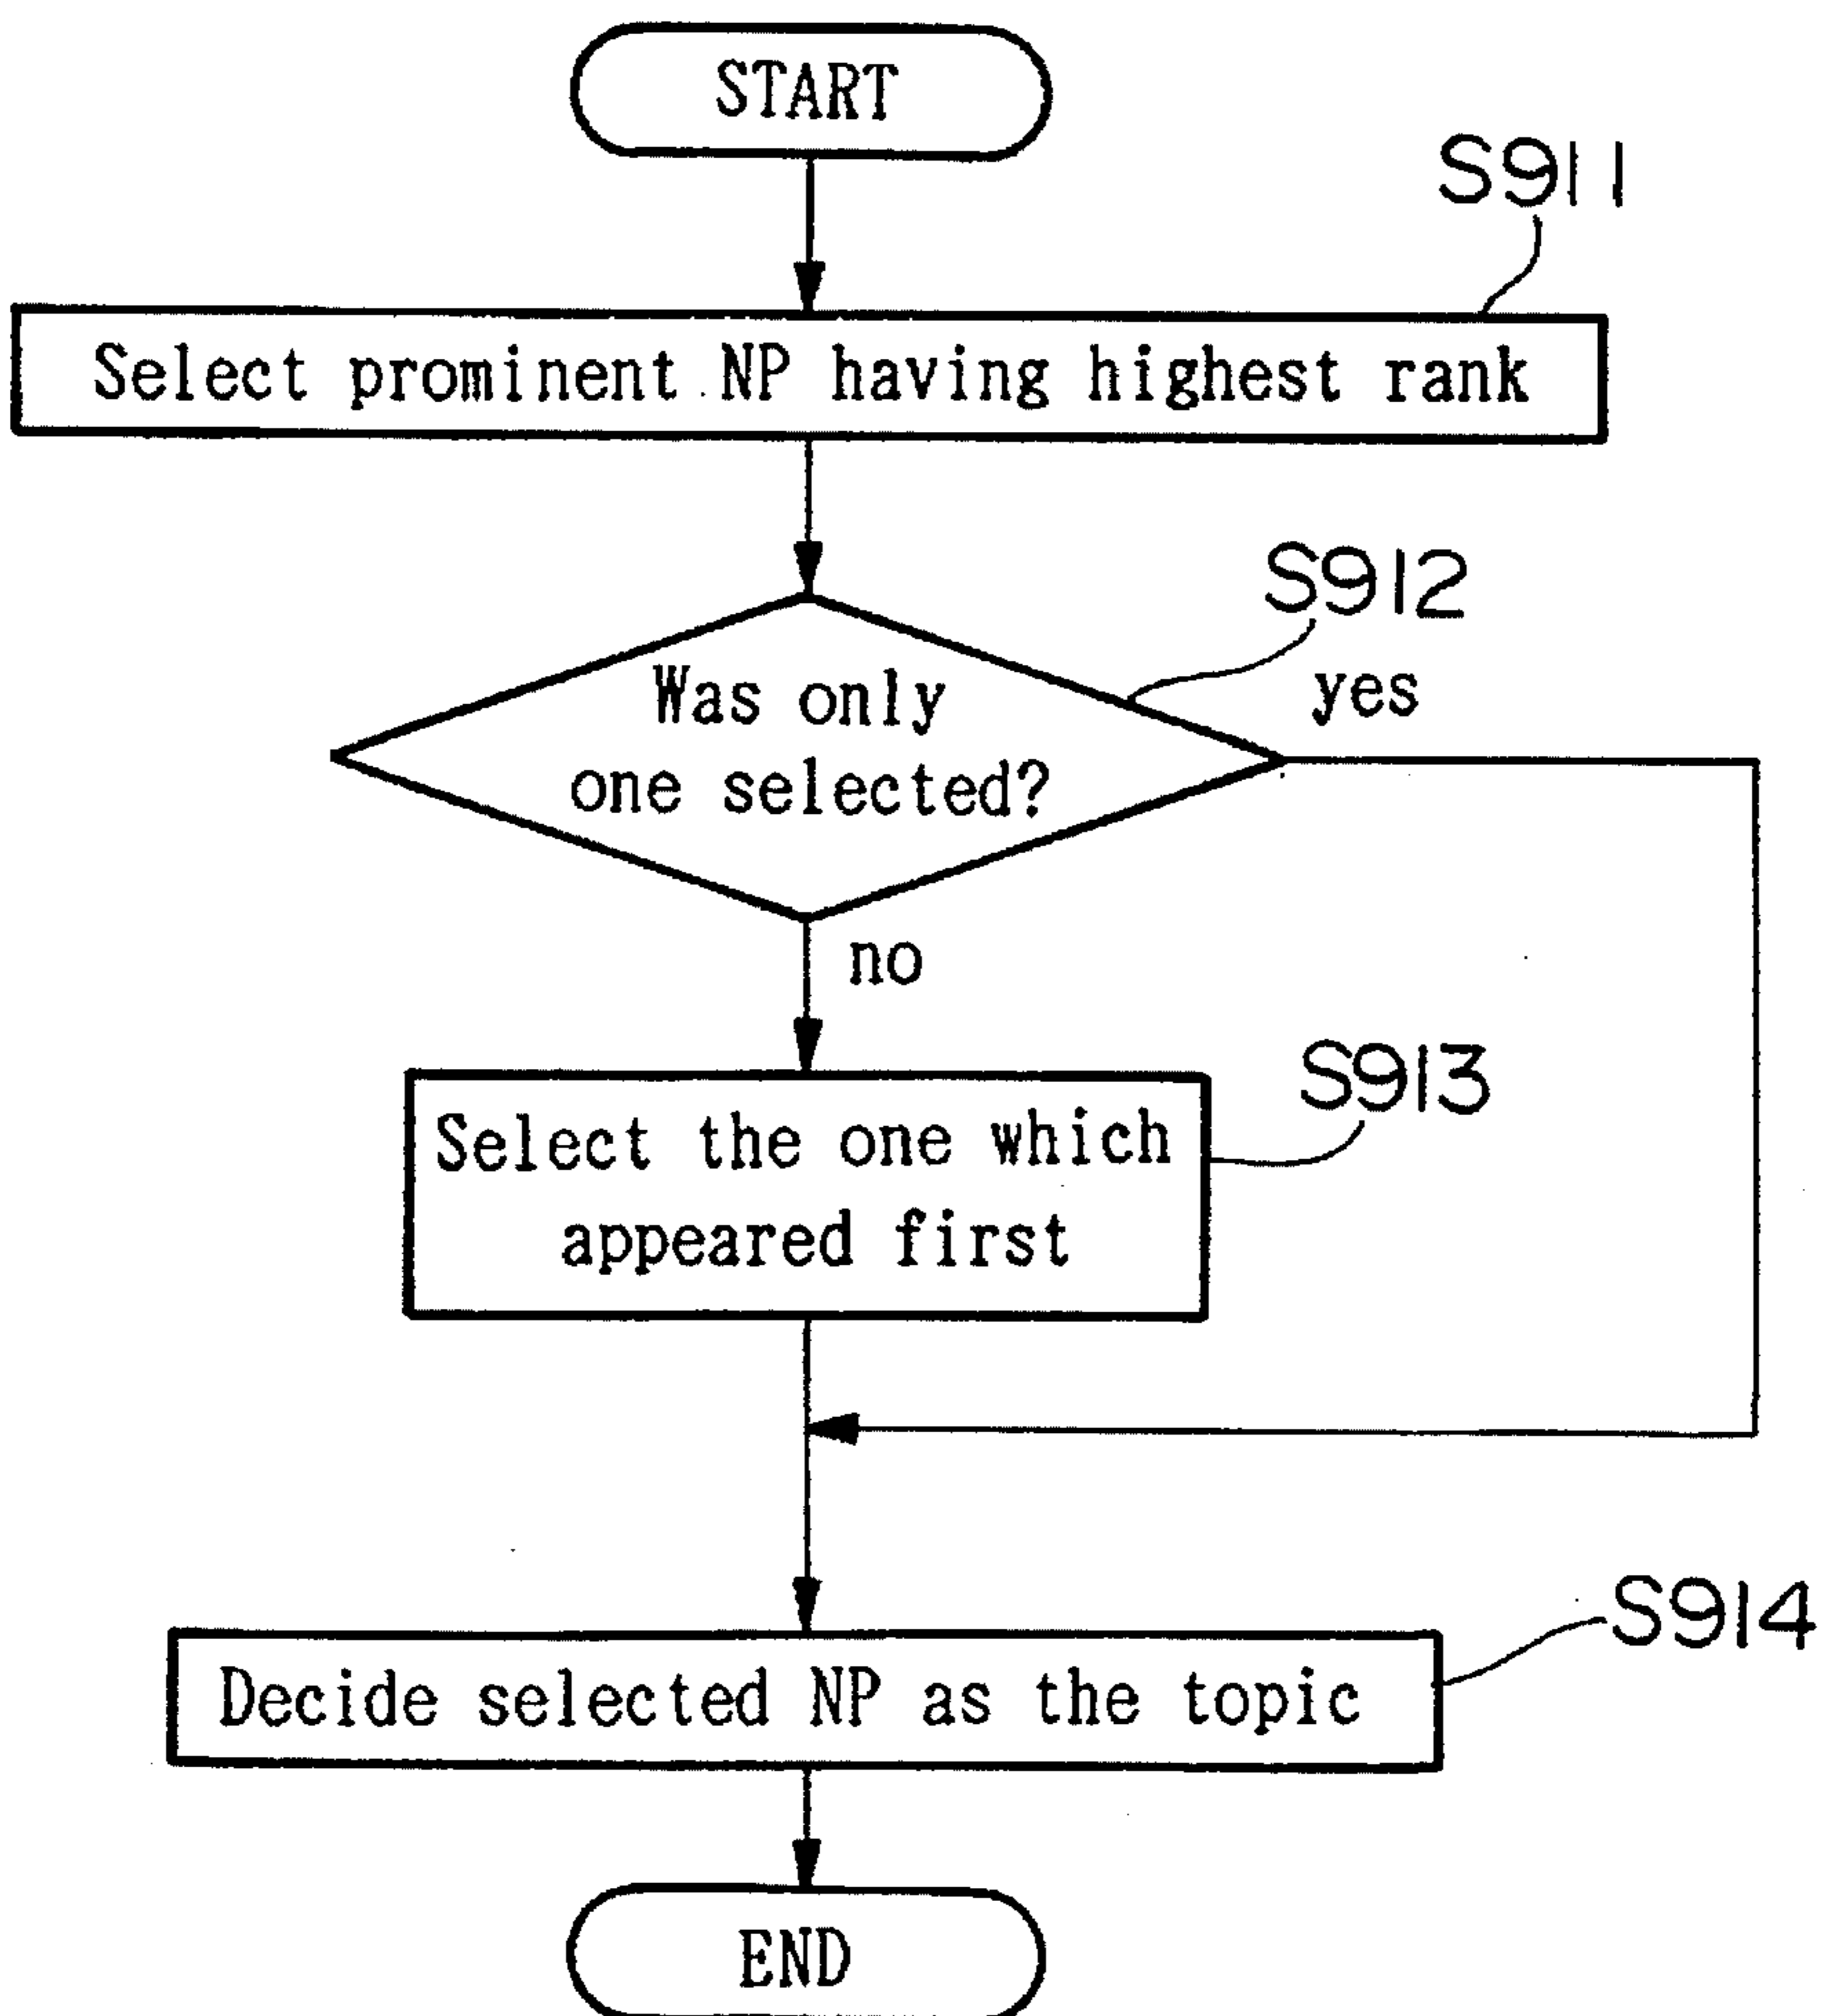 START
S911
Select prominent NP having highest rank
S912
Was only
one selected?
yes
no
S913
Select the one which
appeared first
S914
Decide selected NP as the topic
END